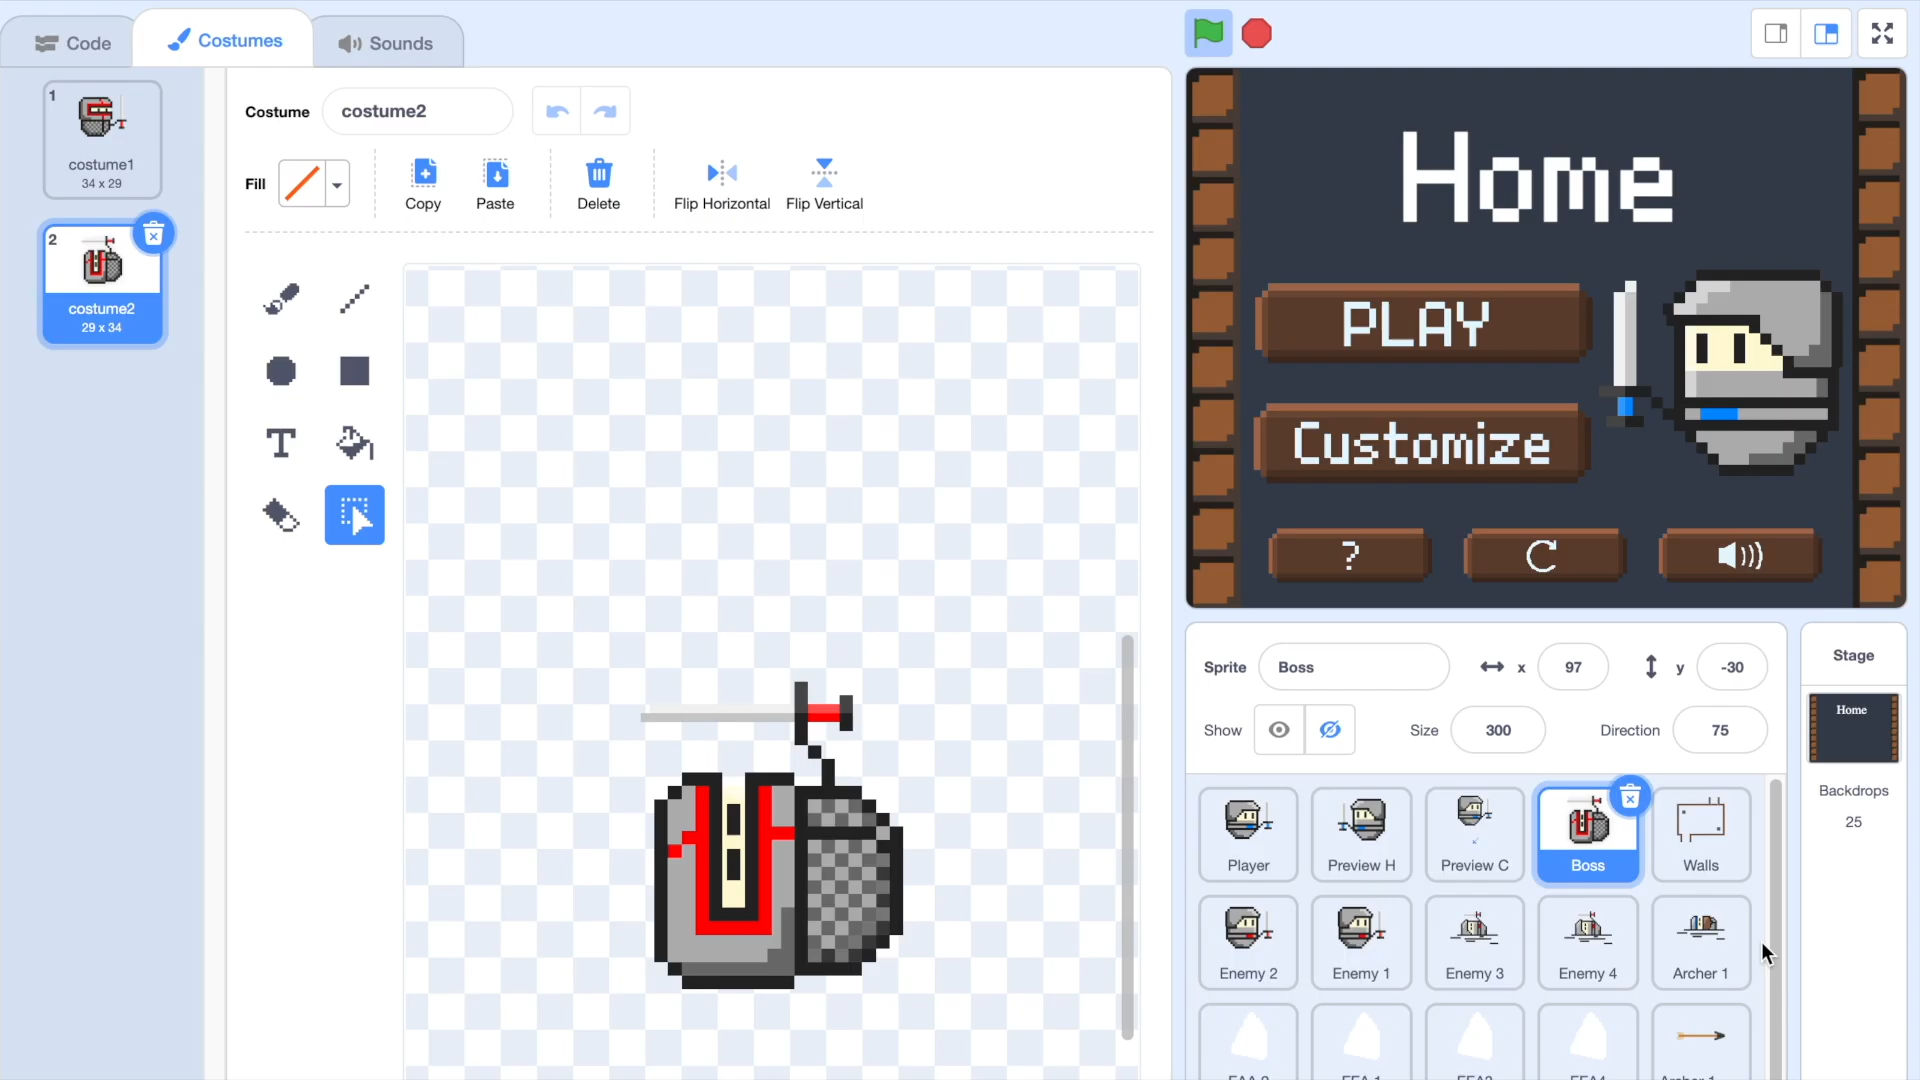 Code
Costumes
Sounds
1
costume1
34 x 29
2
costume2
29 x 34
Costume
costume2
Fill
Copy
Paste
Delete
Flip Horizontal
Flip Vertical
T
Home
PLAY
Customize
?
Sprite
Boss
x
97
y
-30
Show
Size
300
Direction
75
Stage
Home
Backdrops
25
Player
Preview H
Preview C
Boss
Walls
Enemy 2
Enemy 1
Enemy 3
Enemy 4
Archer 1